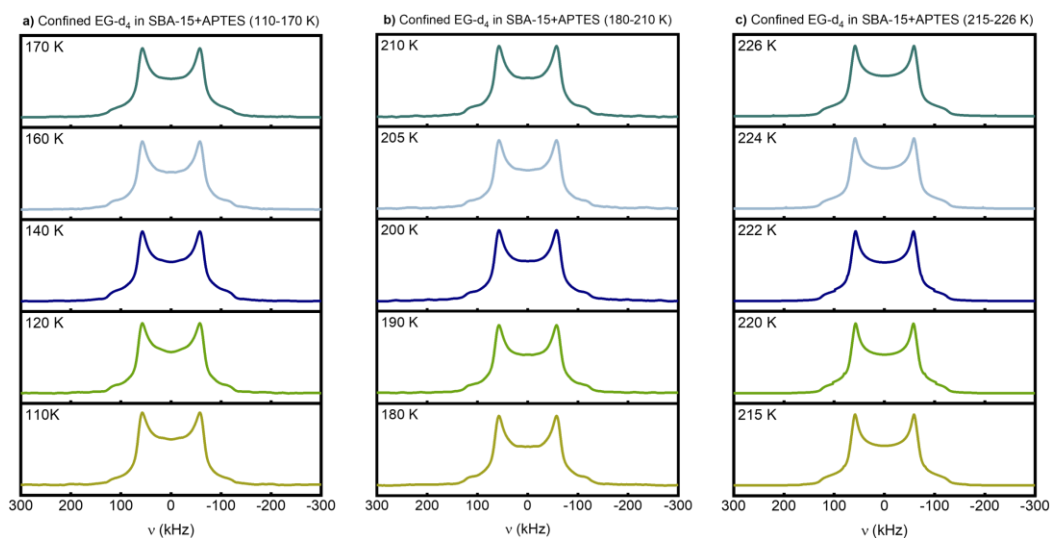 a) Confined EG-d4 in SBA-15+APTES (110-170 K)
170 K
160 K
140 K
120 K
110K
300 200 100 0 -100 -200 -300
ν (kHz)
b) Confined EG-d4 in SBA-15+APTES (180-210 K)
210 K
205 K
200 K
190 K
180 K
300 200 100 0 -100 -200 -300
ν (kHz)
c) Confined EG-d4 in SBA-15+APTES (215-226 K)
226 K
224 K
222 K
220 K
215 K
300 200 100 0 -100 -200 -300
ν (kHz)